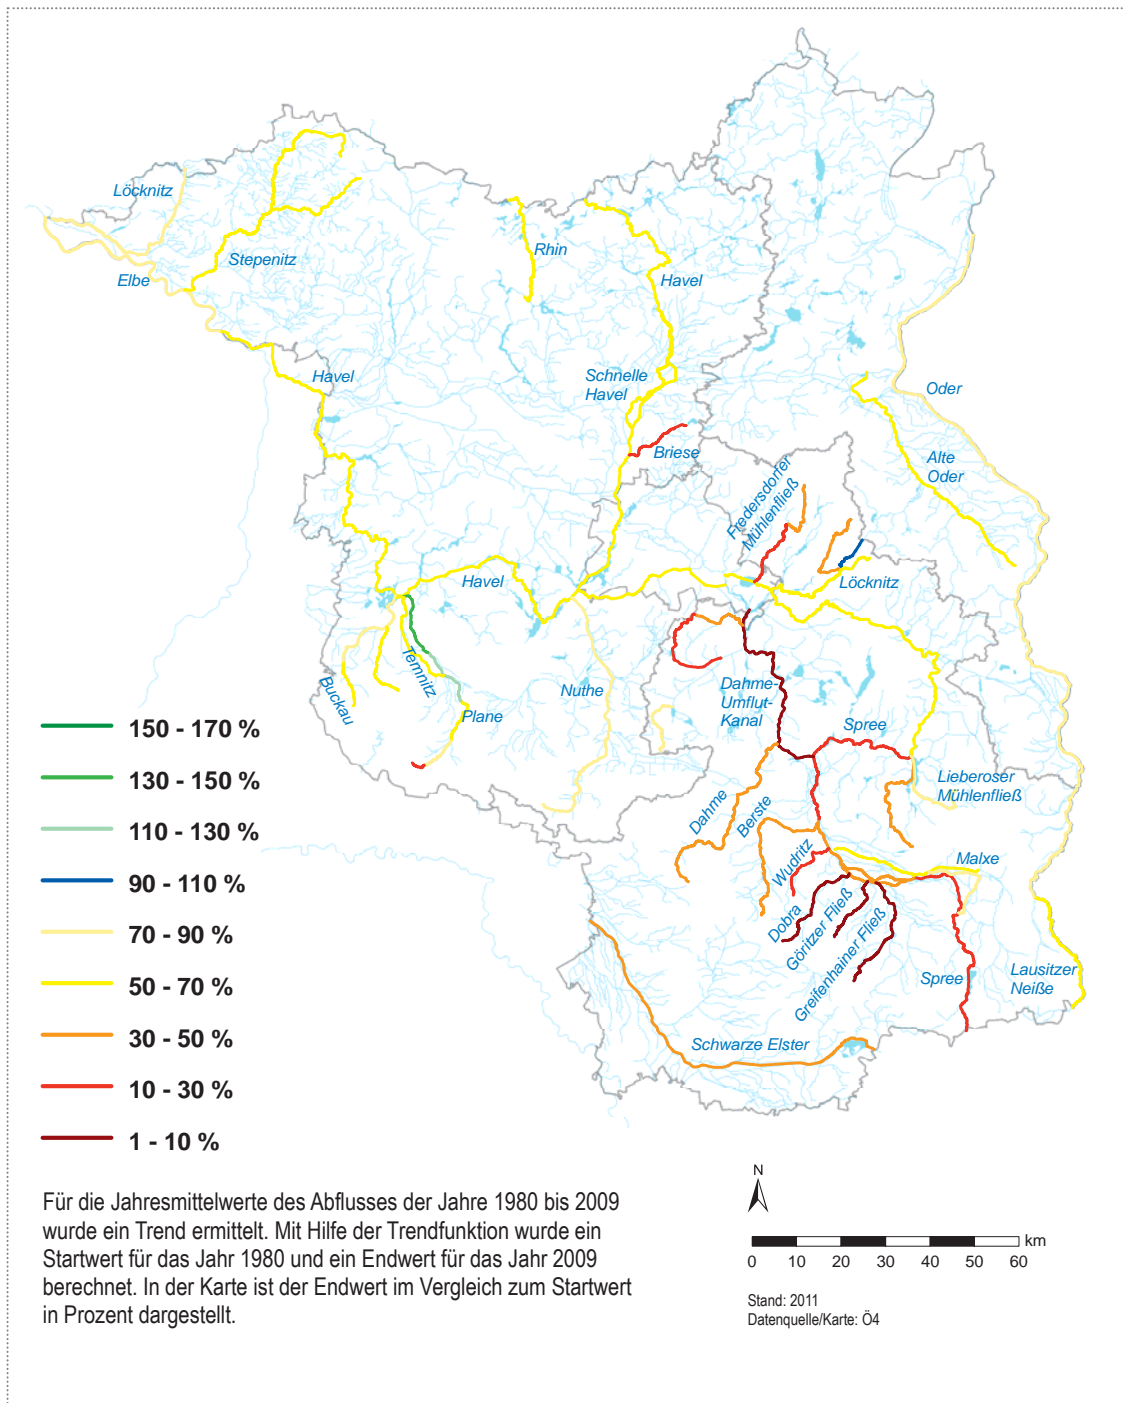 Löcknitz
Stepenitz
Elbe
Rhin
Havel
Havel
Schnelle
Havel
Oder
Briese
Alte
Oder
Fredersdorfer
Mühlenfließ
Havel
Löcknitz
Temnitz
Buckau
Nuthe
Plane
Dahme-
Umflut-
Kanal
Spree
Lieberoser
Mühlenfließ
Dahme
Berste
Wudritz
Malxe
Dobra
Göritzer Fließ
Greifenhainer Fließ
Spree
Lausitzer
Neiße
Schwarze Elster
150 - 170 %
130 - 150 %
110 - 130 %
90 - 110 %
70 - 90 %
50 - 70 %
30 - 50 %
10 - 30 %
1 - 10 %
Für die Jahresmittelwerte des Abflusses der Jahre 1980 bis 2009
wurde ein Trend ermittelt. Mit Hilfe der Trendfunktion wurde ein
Startwert für das Jahr 1980 und ein Endwert für das Jahr 2009
berechnet. In der Karte ist der Endwert im Vergleich zum Startwert
in Prozent dargestellt.
N
km
0 10 20 30 40 50 60
Stand: 2011
Datenquelle/Karte: Ö4